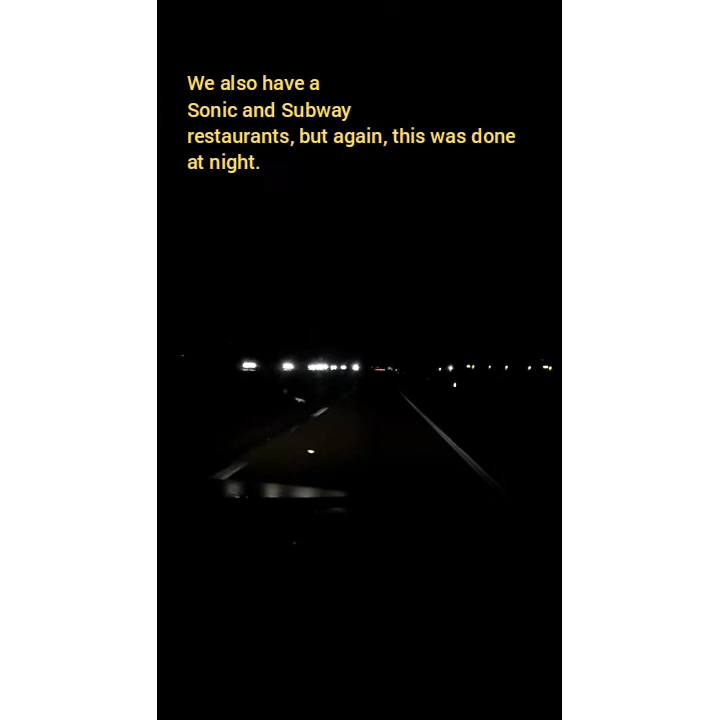 We also have a
Sonic and Subway
restaurants, but again, this was done
at night.